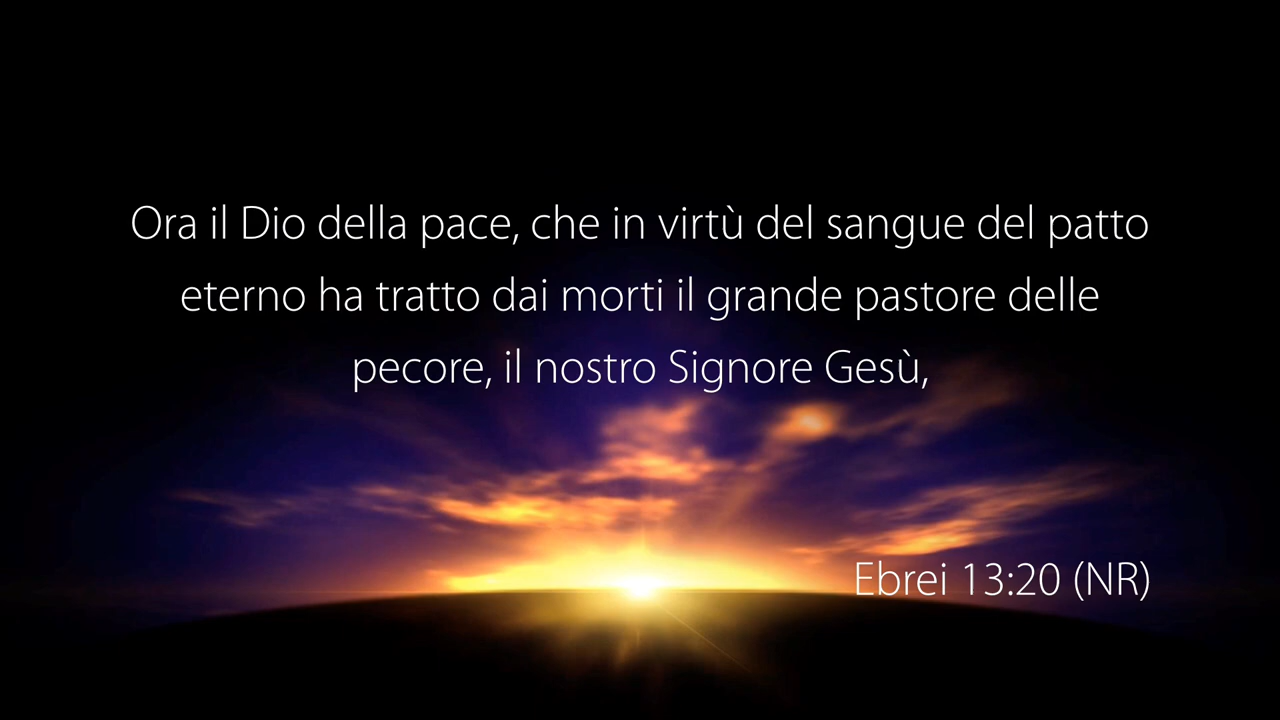 Ora il Dio della pace, che in virtù del sangue del patto
eterno ha tratto dai morti il grande pastore delle
pecore, il nostro Signore Gesù,
Ebrei 13:20 (NR)